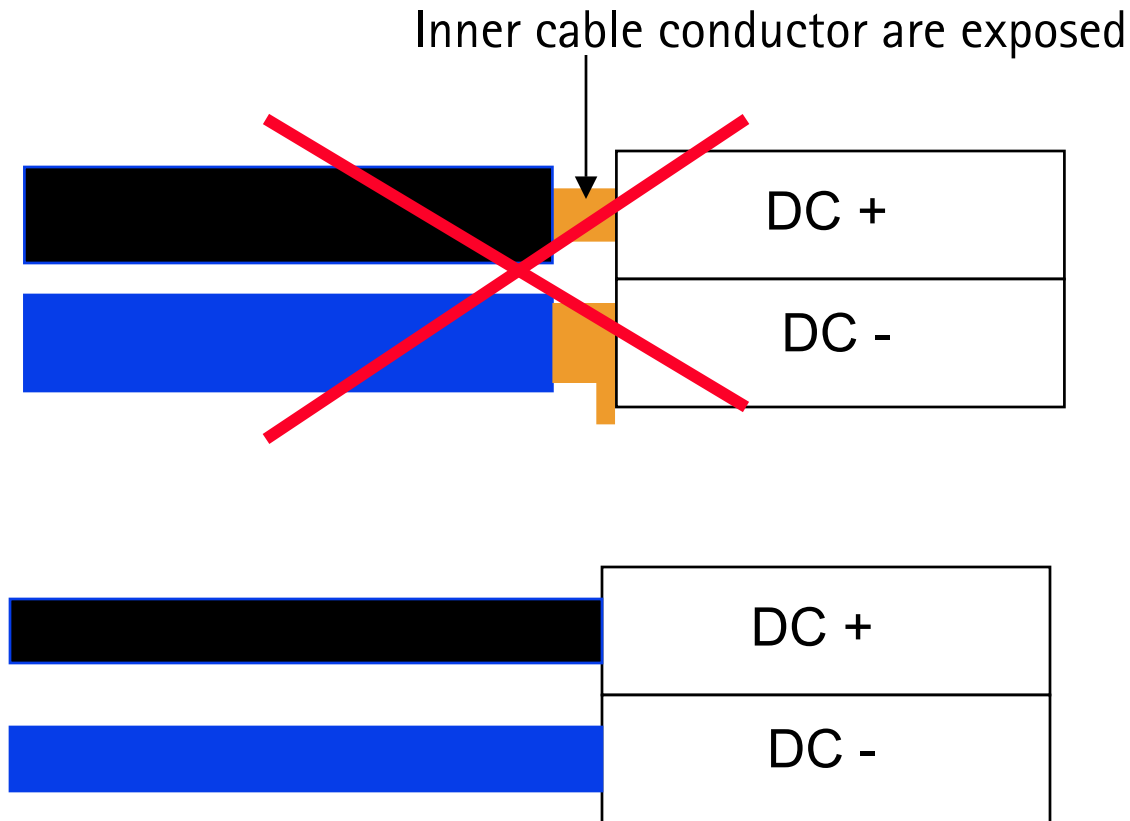 Inner cable conductor are exposed
DC +
DC -
DC +
DC -